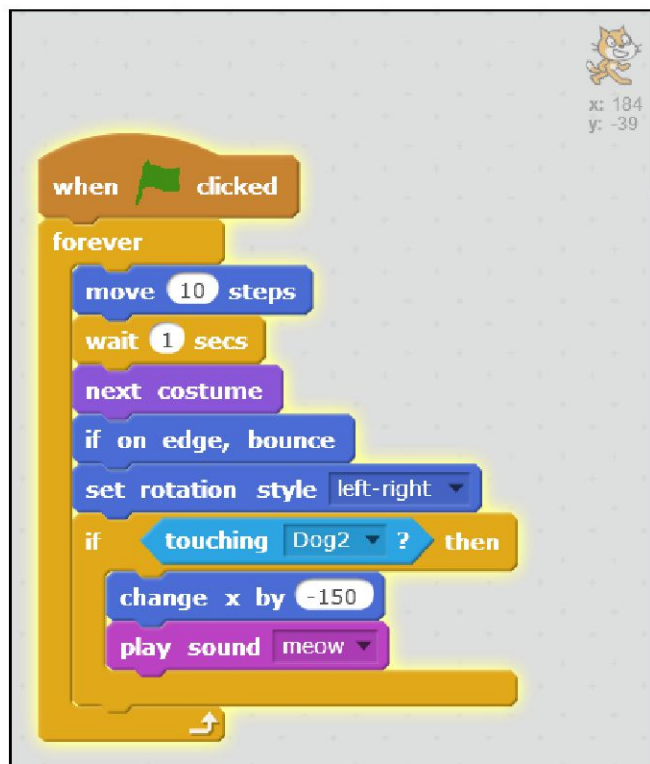 x: 184
y: -39
when clicked
forever
move 10 steps
wait 1 secs
next costume
if on edge, bounce
set rotation style left-right
if touching Dog2 ? then
change x by -150
play sound meow